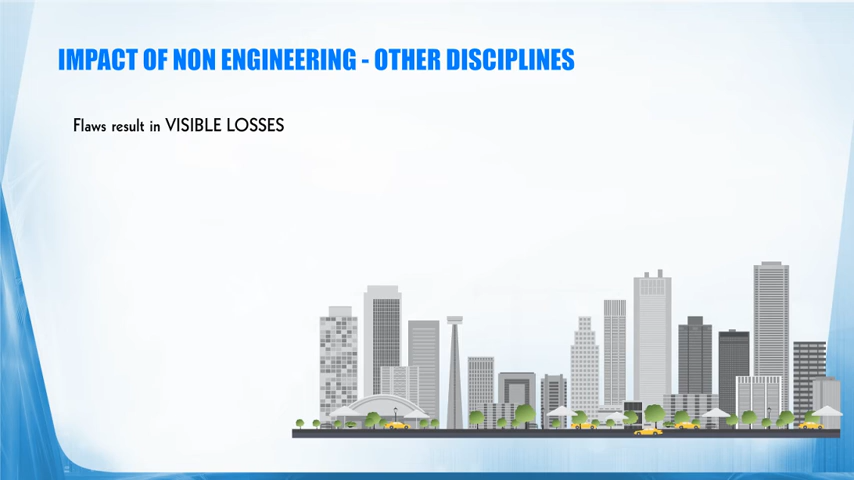 IMPACT OF NON ENGINEERING - OTHER DISCIPLINES
Flaws result in VISIBLE LOSSES